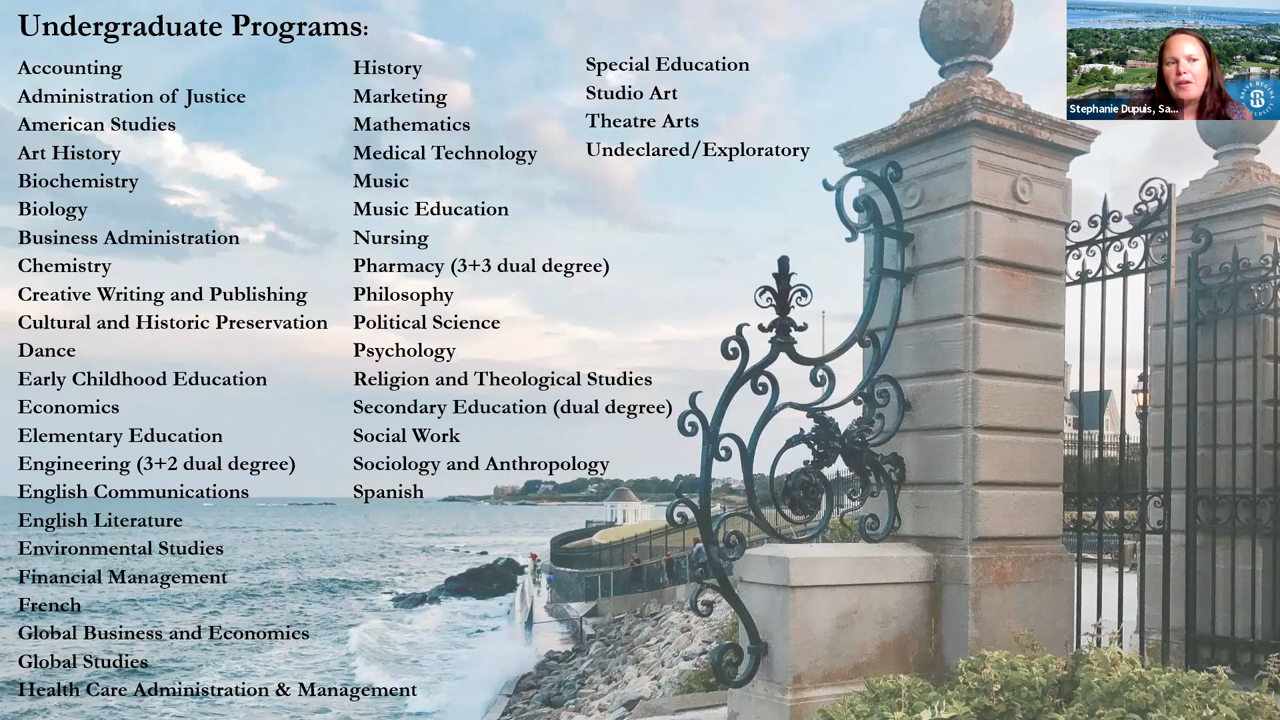 Undergraduate Programs:
Accounting
Administration of Justice
American Studies
Art History
Biochemistry
Biology
Business Administration
Chemistry
Creative Writing and Publishing
Cultural and Historic Preservation
Dance
Early Childhood Education
Economics
Elementary Education
Engineering (3+2 dual degree)
English Communications
English Literature
Environmental Studies
Financial Management
French
Global Business and Economics
Global Studies
Health Care Administration & Management
History
Marketing
Mathematics
Medical Technology
Music
Music Education
Nursing
Pharmacy (3+3 dual degree)
Philosophy
Political Science
Psychology
Religion and Theological Studies
Secondary Education (dual degree)
Social Work
Sociology and Anthropology
Spanish
Special Education
Studio Art
Theatre Arts
Undeclared/Exploratory
Stephanie Dupuis, Sa...